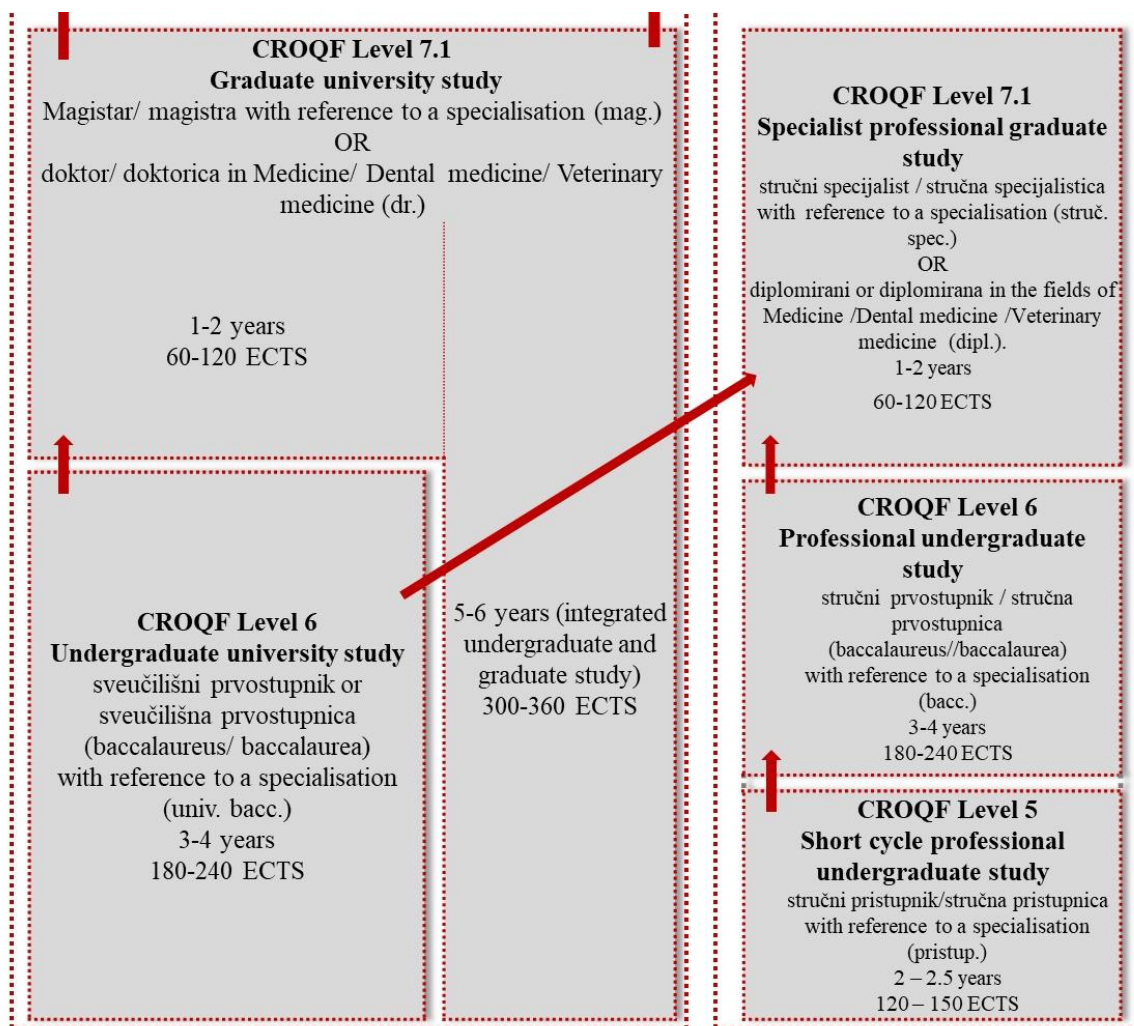 CROQF Level 7.1
Graduate university study
Magistar/ magistra with reference to a specialisation (mag.)
OR
doktor/ doktorica in Medicine/ Dental medicine/ Veterinary
medicine (dr.)
1-2 years
60-120 ECTS
CROQF Level 6
Undergraduate university study
sveučilišni prvostupnik or
sveučilišna prvostupnica
(baccalaureus/ baccalaurea)
with reference to a specialisation
(univ. bacc.)
3-4 years
180-240 ECTS
5-6 years (integrated
undergraduate and
graduate study)
300-360 ECTS
CROQF Level 7.1
Specialist professional graduate
study
stručni specijalist / stručna specijalistica
with reference to a specialisation (struč.
spec.)
OR
diplomirani or diplomirana in the fields of
Medicine /Dental medicine /Veterinary
medicine (dipl.).
1-2 years
60-120 ECTS
CROQF Level 6
Professional undergraduate
study
stručni prvostupnik / stručna
prvostupnica
(baccalaureus//baccalaurea)
with reference to a specialisation
(bacc.)
3-4 years
180-240 ECTS
CROQF Level 5
Short cycle professional
undergraduate study
stručni pristupnik/stručna pristupnica
with reference to a specialisation
(pristup.)
2 – 2.5 years
120 – 150 ECTS